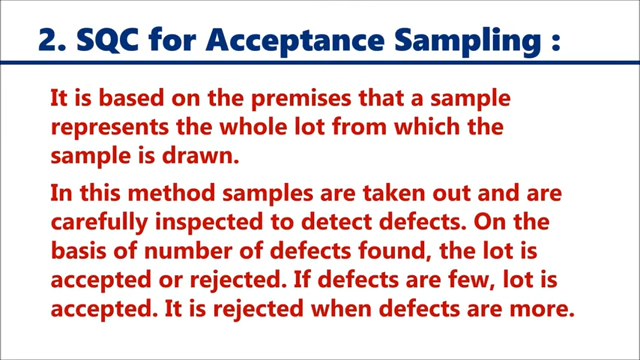 2. SQC for Acceptance Sampling :
It is based on the premises that a sample
represents the whole lot from which the
sample is drawn.
In this method samples are taken out and are
carefully inspected to detect defects. On the
basis of number of defects found, the lot is
accepted or rejected. If defects are few, lot is
accepted. It is rejected when defects are more.